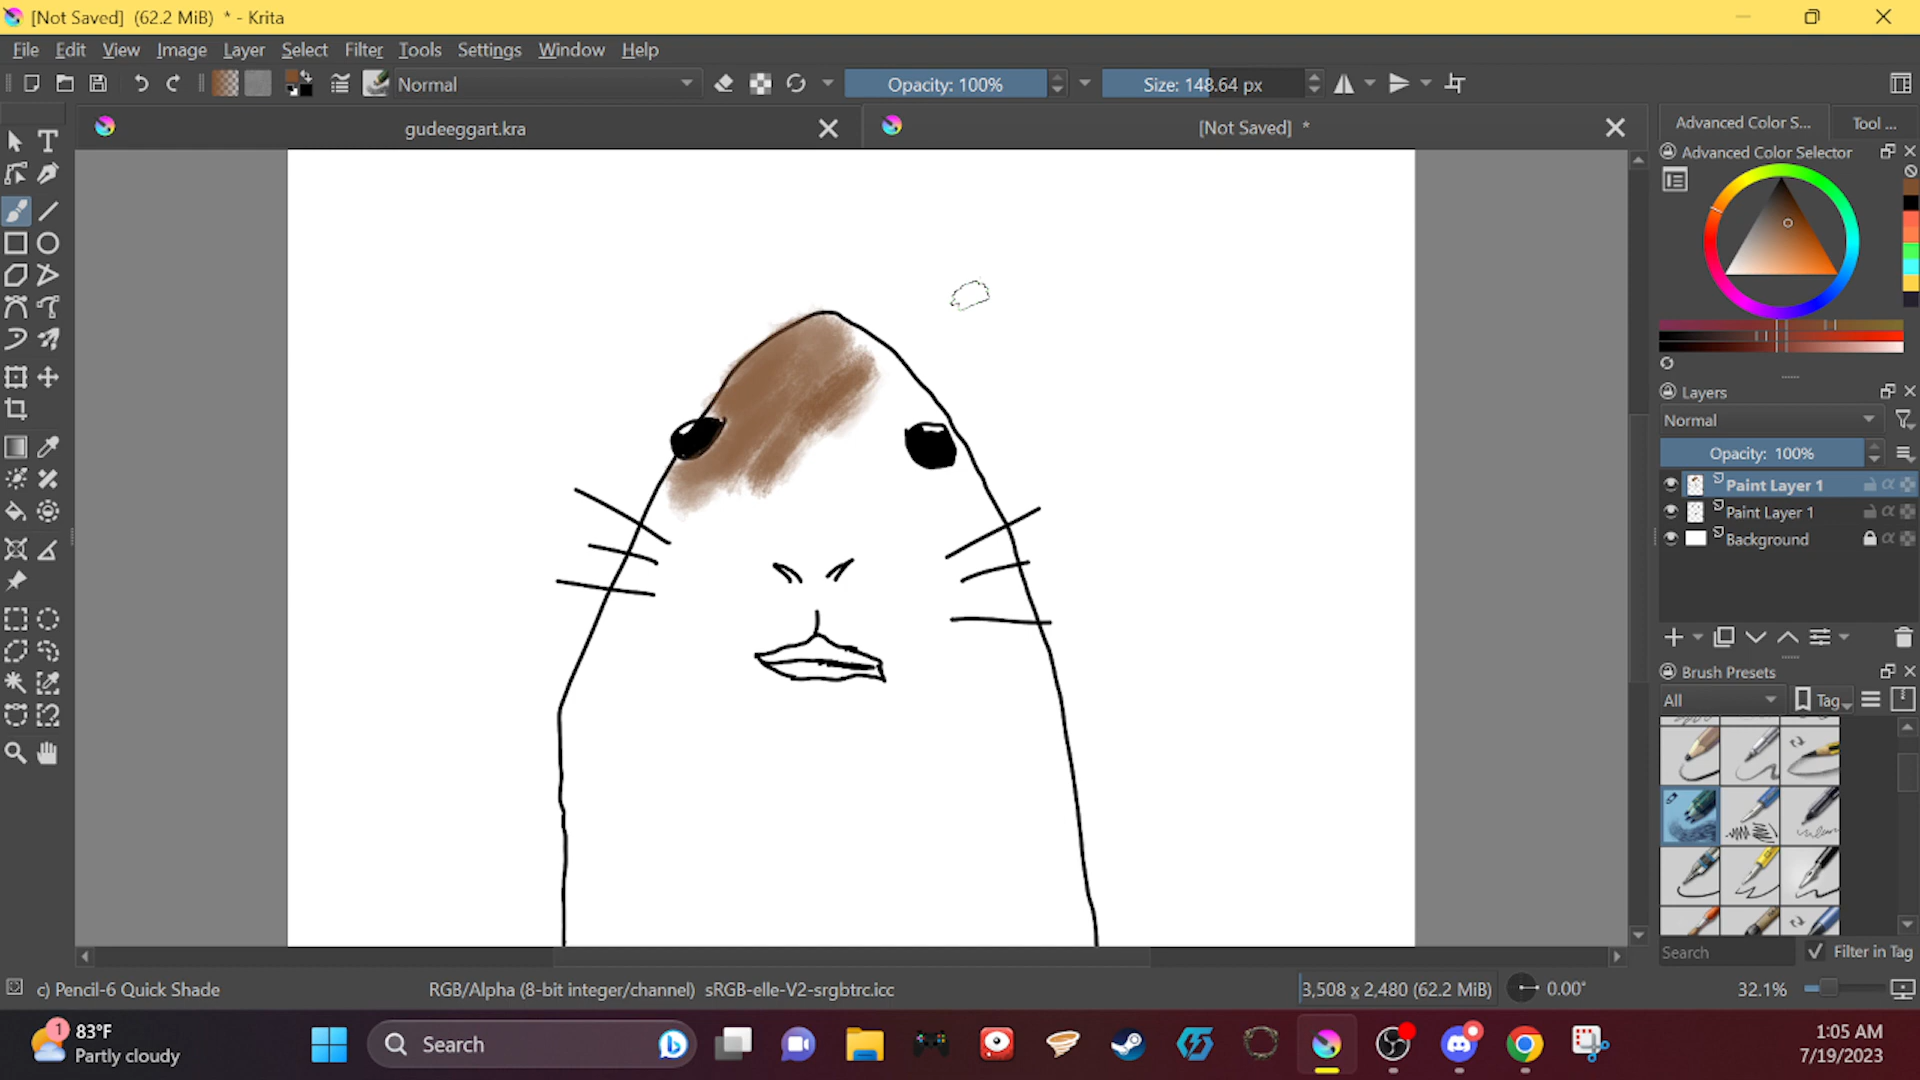 [Not Saved] (62.2 MiB) * - Krita
File Edit View Image Layer Select Filter Tools Settings Window Help
Normal Opacity: 100% Size: 148.64 px
gudeeggart.kra [Not Saved] * Advanced Color S... Tool ...
Advanced Color Selector
Layers
Normal
Opacity: 100%
Paint Layer 1
Paint Layer 1
Background
Brush Presets
All Tag
Search Filter in Tag
c) Pencil-6 Quick Shade RGB/Alpha (8-bit integer/channel) sRGB-elle-V2-srgbtrc.icc 3,508 x 2,480 (62.2 MiB) 0.00° 32.1%
1 83°F
Partly cloudy
Search
1:05 AM
7/19/2023